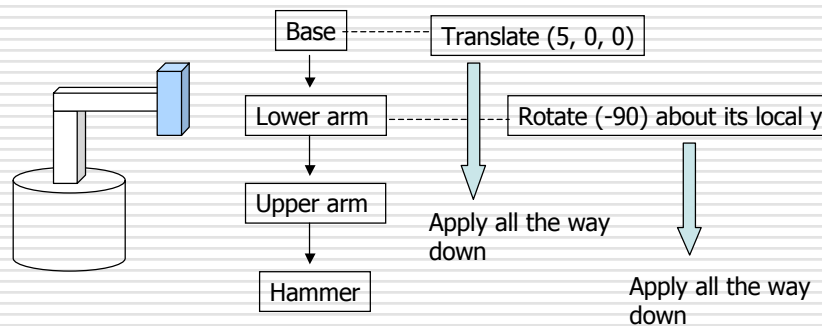 Base
Translate (5, 0, 0)
Lower arm
Rotate (-90) about its local y
Upper arm
Apply all the way
down
Hammer
Apply all the way
down